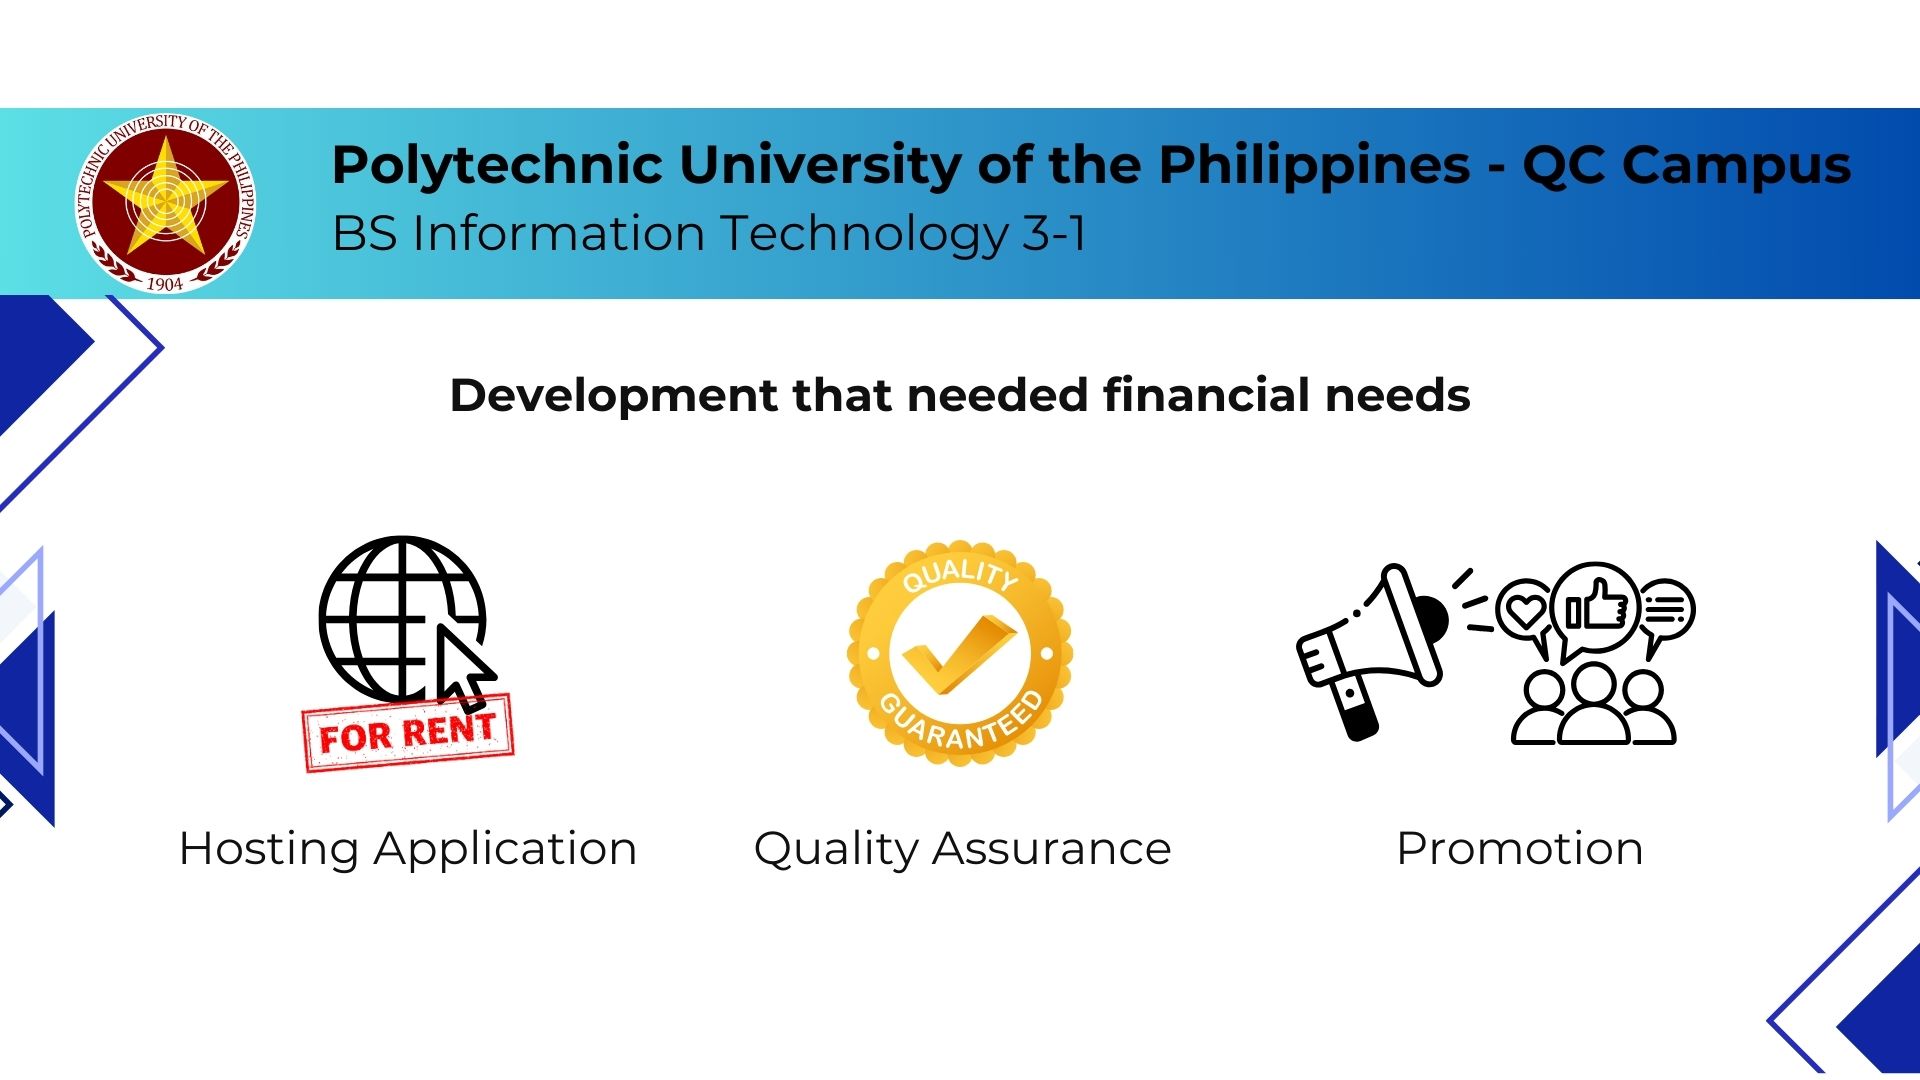 POLYTECHNIC UNIVERSITY OF THE PHILIPPINES
1904
Polytechnic University of the Philippines - QC Campus
BS Information Technology 3-1
Development that needed financial needs
FOR RENT
QUALITY
GUARANTEED
Hosting Application
Quality Assurance
Promotion